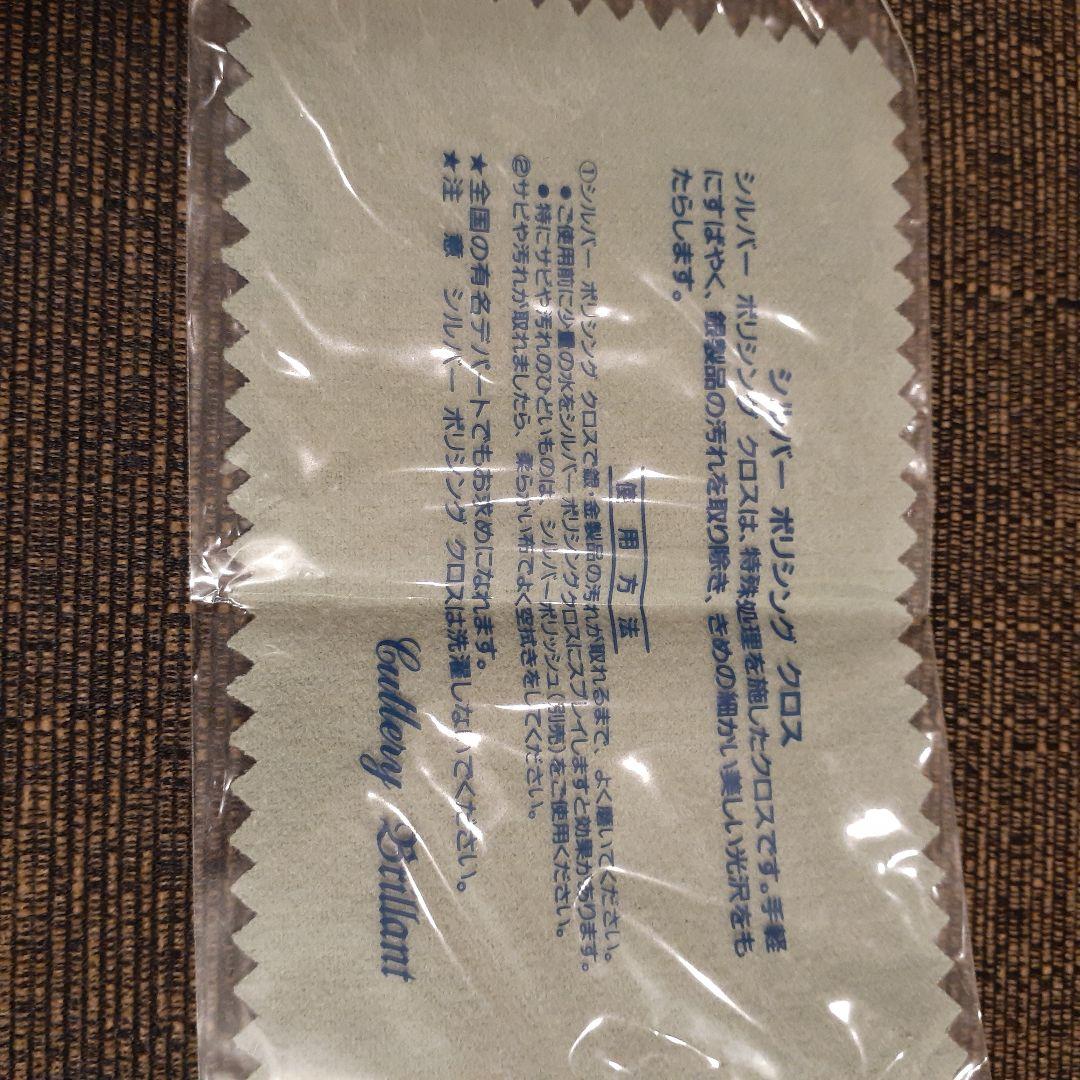 シルバー ポリシング クロス
シルバー ポリシング クロスは、特殊処理を施したクロスです。手軽
にすばやく、銀製品の汚れを取り除き、きめの細かい美しい光沢をも
たらします。
使用方法
①シルバー ポリシング クロスで銀・金製品の汚れが取れるまで、よく磨いてください。
●ご使用前に少量の水をシルバー ポリシングクロスにスプレイしますと効果があります。
●特にサビや汚れのひどいものは、シルバーポリッシュ(別売)をご使用ください。
②サビや汚れが取れましたら、柔らかい布でよく空拭きをしてください。
★全国の有名デパートでもお求めになれます。
★注 意 シルバー ポリシング クロスは洗濯しないでください。
Cutlery Brillant